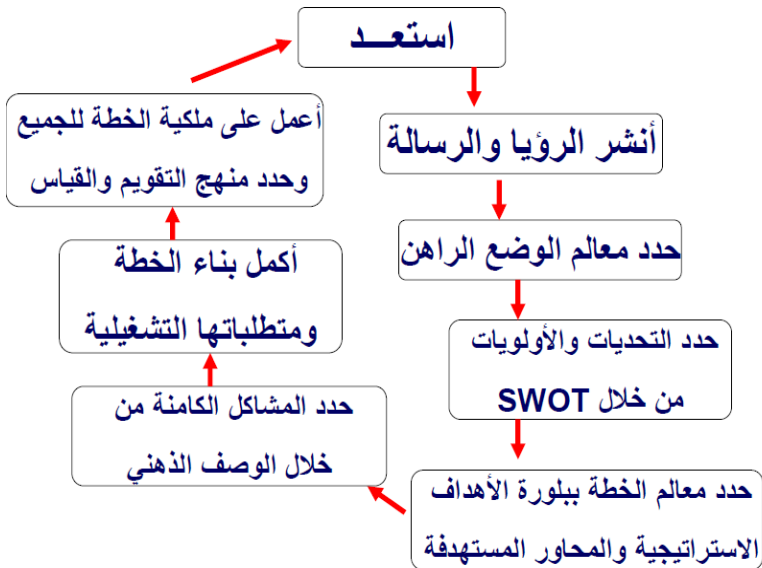 استعـــد
أنشر الرؤيا والرسالة
حدد معالم الوضع الراهن
حدد التحديات والأولويات
من خلال SWOT
حدد معالم الخطة ببلورة الأهداف
الاستراتيجية والمحاور المستهدفة
حدد المشاكل الكامنة من
خلال الوصف الذهني
أكمل بناء الخطة
ومتطلباتها التشغيلية
أعمل على ملكية الخطة للجميع
وحدد منهج التقويم والقياس